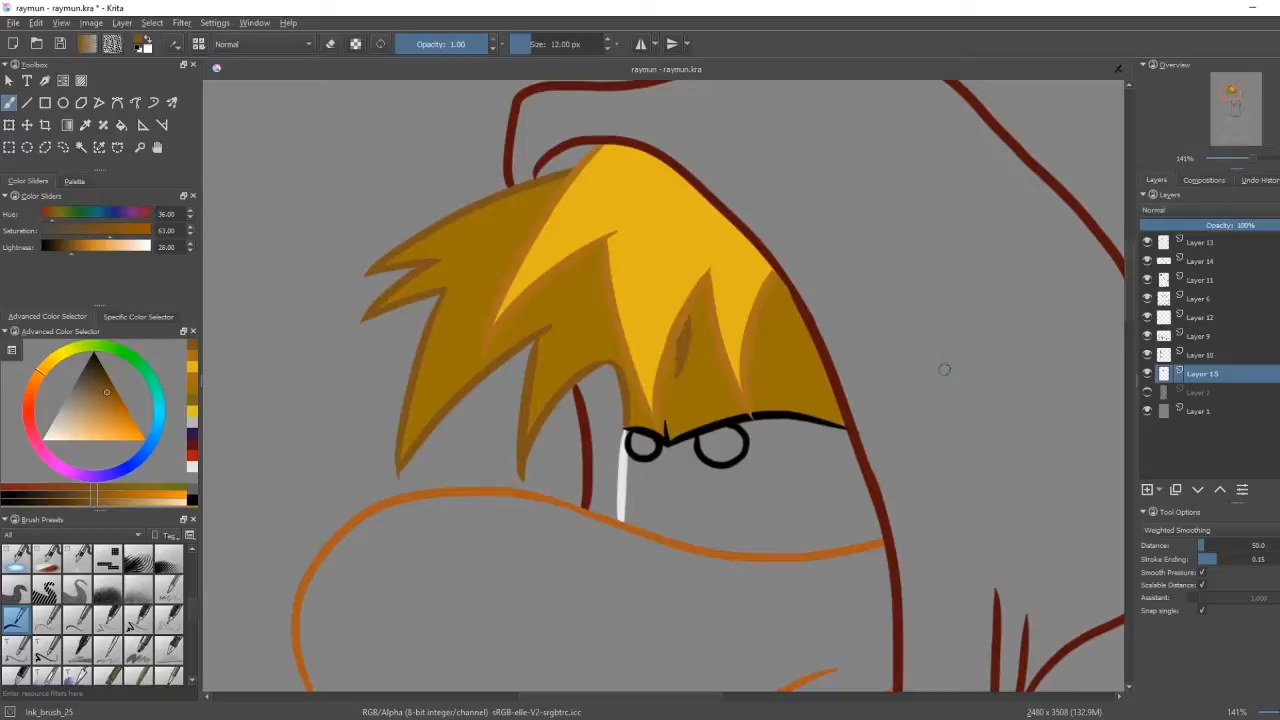 raymun - raymun.kra * - Krita
File Edit View Image Layer Select Filter Settings Window Help
Normal
Opacity: 1.00
Size: 12.00 px
Toolbox
raymun - raymun.kra
Overview
141%
Color Sliders Palette
Color Sliders
Hue: 36.00
Saturation: 63.00
Lightness: 28.00
Layers Compositions Undo Histor
Layers
Normal
Opacity: 100%
Layer 13
Layer 14
Layer 11
Layer 6
Layer 12
Layer 9
Layer 10
Layer 15
Layer 2
Layer 1
Advanced Color Selector Specific Color Selector
Advanced Color Selector
Tool Options
Weighted Smoothing
Distance: 50.0
Stroke Ending: 0.15
Smooth Pressure: ✓
Scalable Distance: ✓
Assistant: 1.000
Snap single: ✓
Brush Presets
All
Tag
Enter resource filters here
Ink_brush_25
RGB/Alpha (8-bit integer/channel) sRGB-elle-V2-srgbtrc.icc
2480 x 3508 (132.9M)
141%